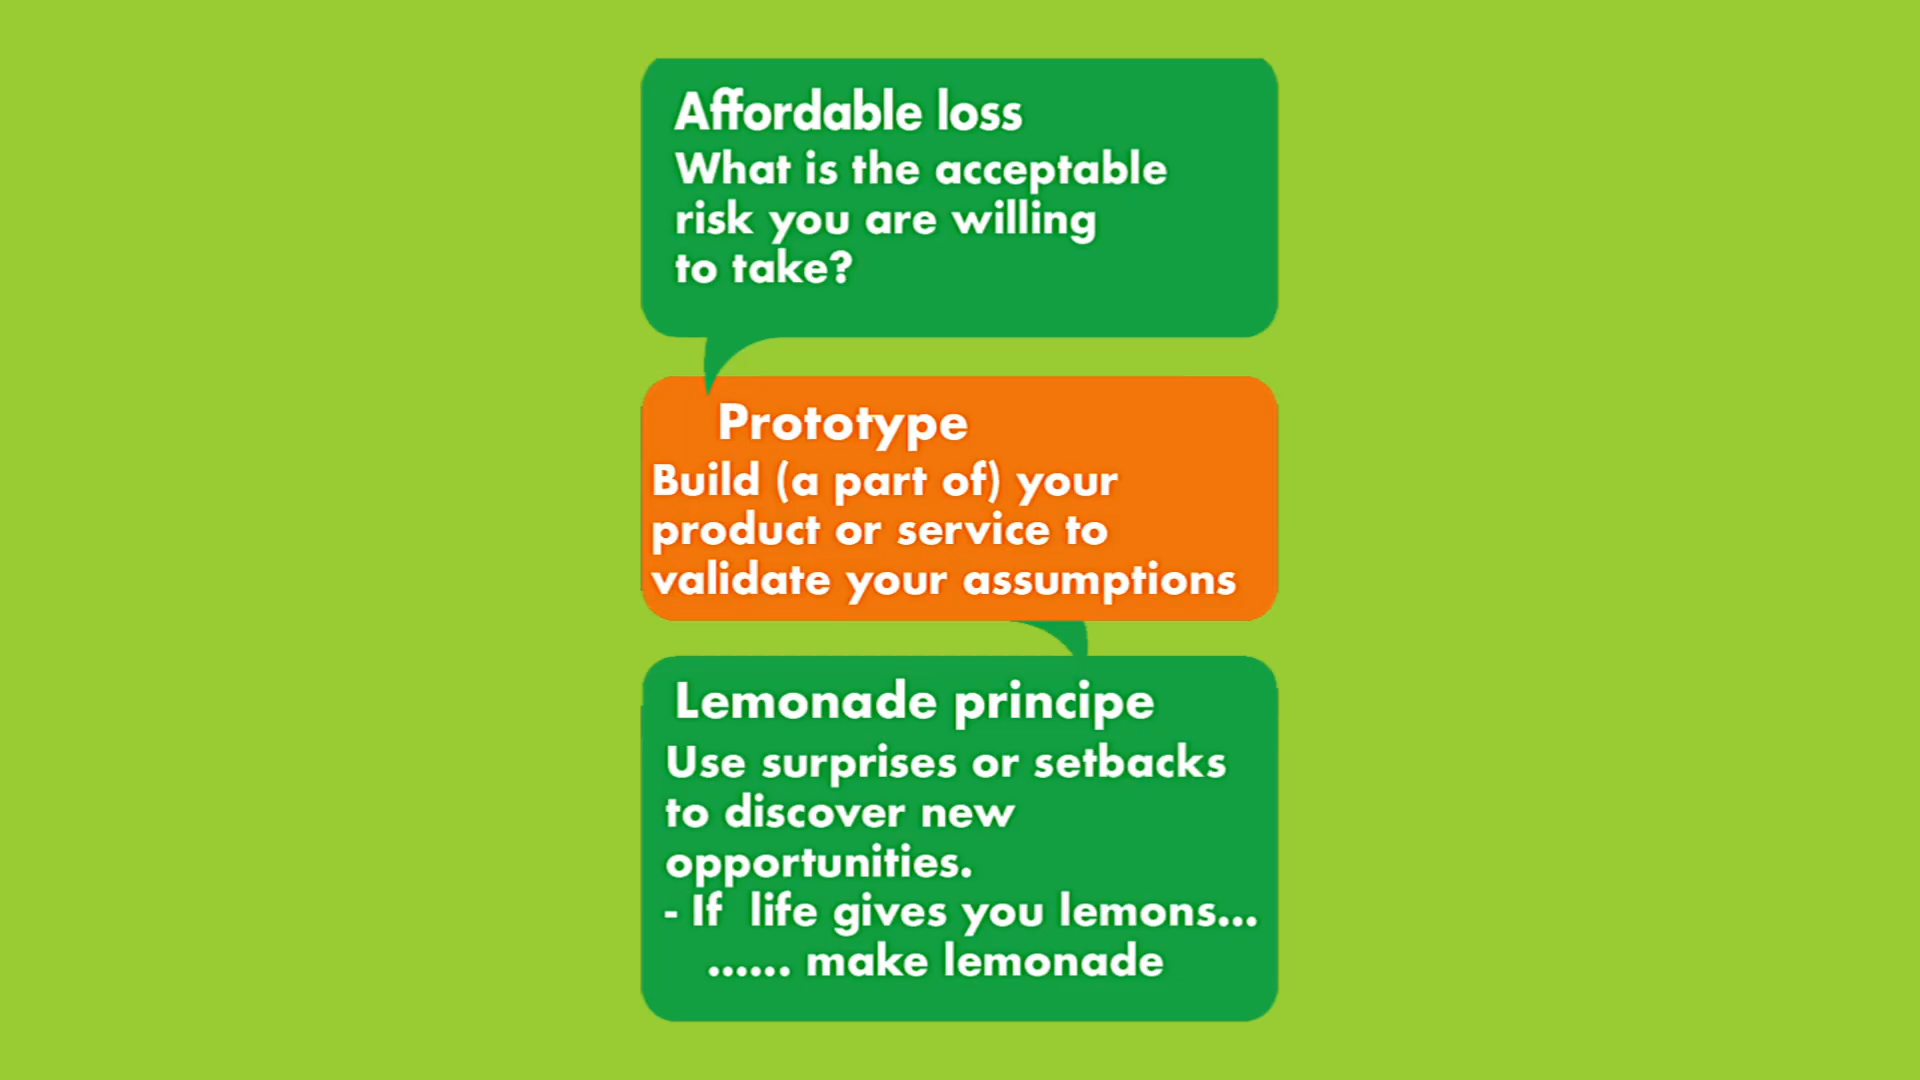 Affordable loss
What is the acceptable
risk you are willing
to take?
Prototype
Build (a part of) your
product or service to
validate your assumptions
Lemonade principe
Use surprises or setbacks
to discover new
opportunities.
- If  life gives you lemons...
...... make lemonade